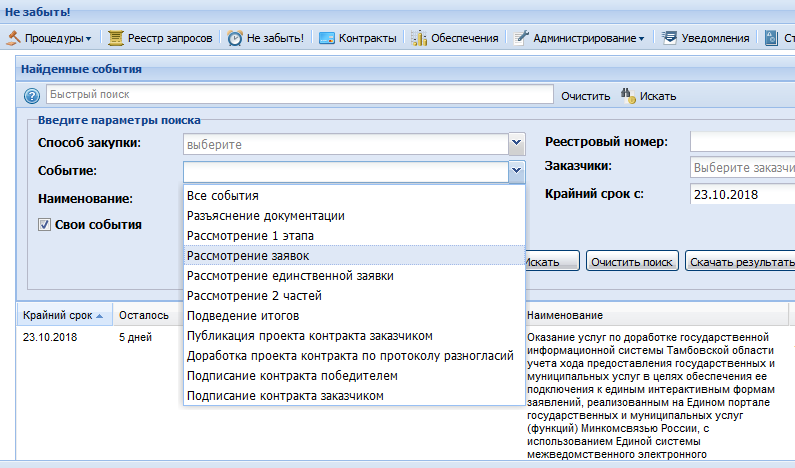 Не забыть!
Процедуры Реестр запросов Не забыть! Контракты Обеспечения Администрирование Уведомления
Найденные события
Быстрый поиск Очистить Искать
Введите параметры поиска
Способ закупки: выберите Реестровый номер:
Событие: Заказчики: Выберите заказчи
Наименование: Крайний срок с: 23.10.2018
Свои события
Все события
Разъяснение документации
Рассмотрение 1 этапа
Рассмотрение заявок
Рассмотрение единственной заявки
Рассмотрение 2 частей
Подведение итогов
Публикация проекта контракта заказчиком
Доработка проекта контракта по протоколу разногласий
Подписание контракта победителем
Подписание контракта заказчиком
Искать Очистить поиск Скачать результаты
Крайний срок Осталось Наименование
23.10.2018 5 дней
Оказание услуг по доработке государственной
информационной системы Тамбовской области
учета хода предоставления государственных и
муниципальных услуг в целях обеспечения ее
подключения к единым интерактивным формам
заявлений, реализованным на Едином портале
государственных и муниципальных услуг
(функций) Минкомсвязью России, с
использованием Единой системы
межведомственного электронного